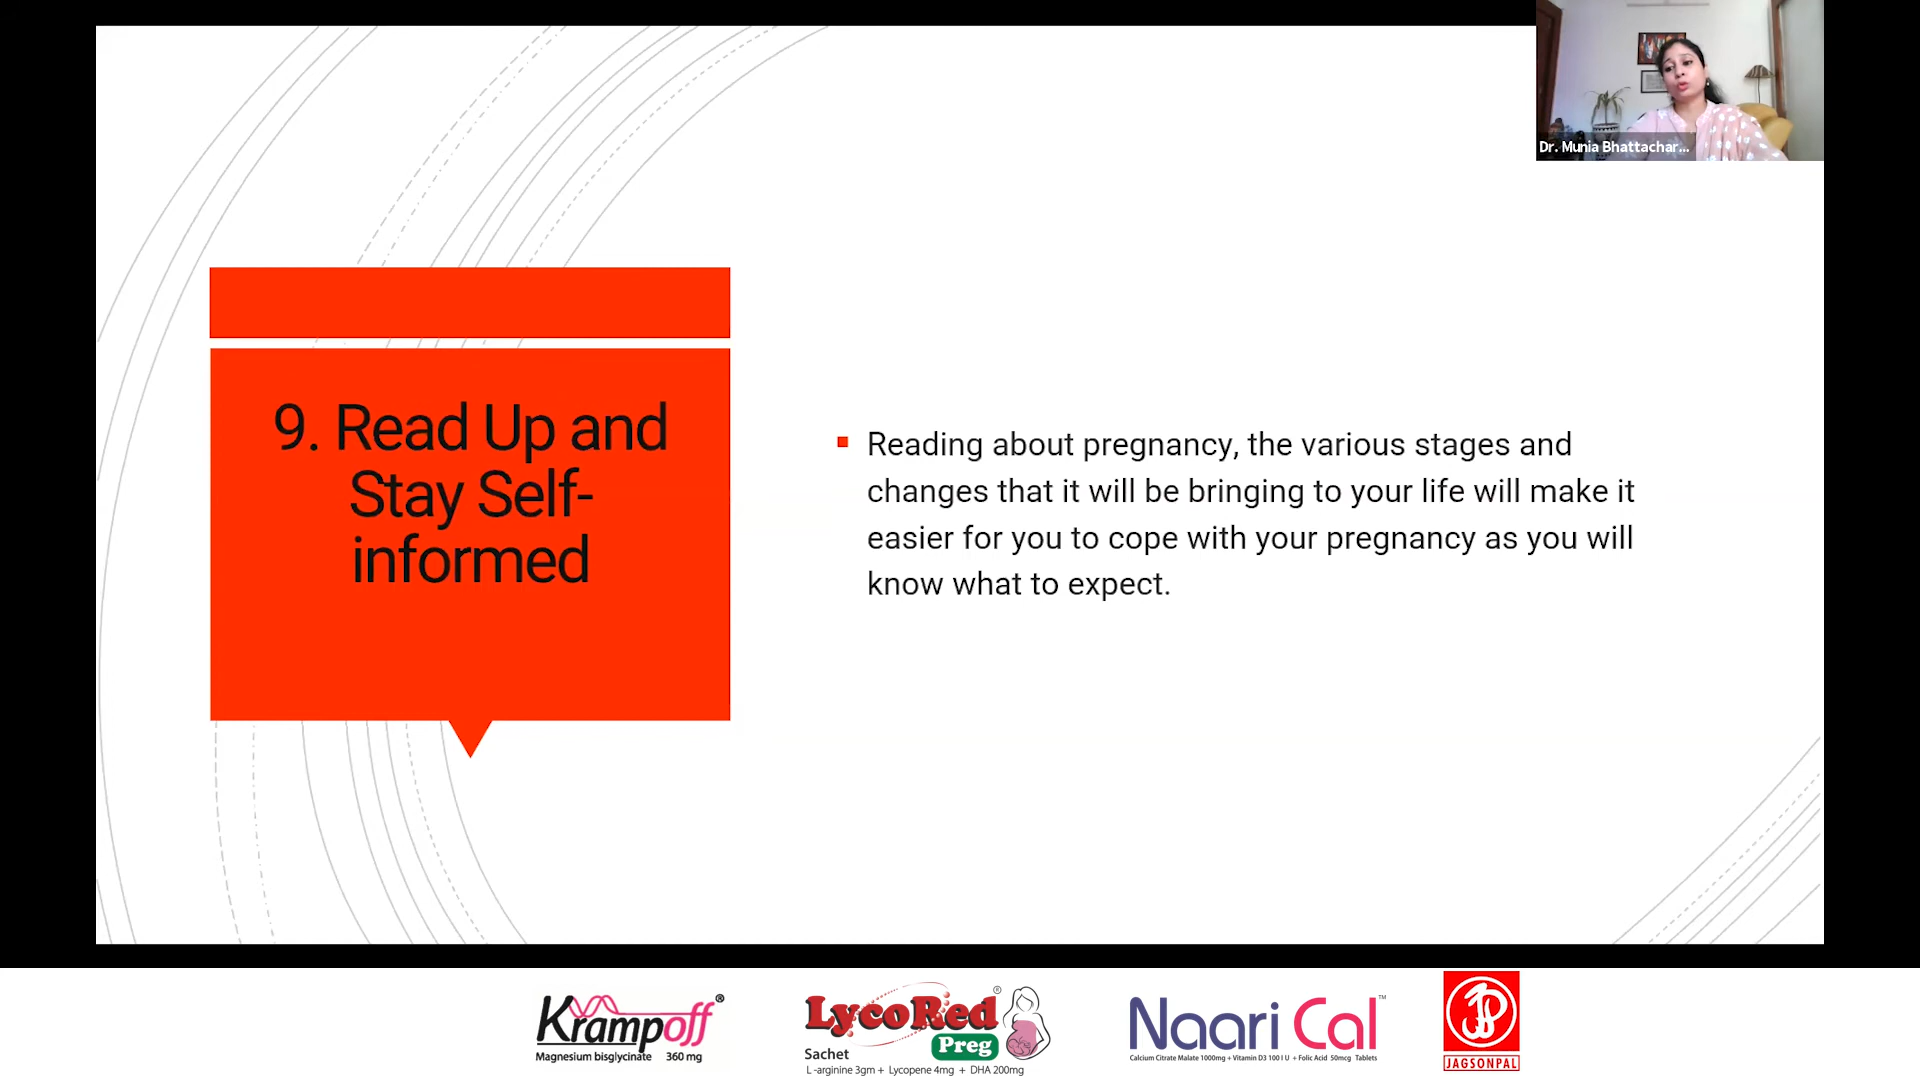 Dr. Munia Bhattachar...
9. Read Up and
Stay Self-
informed
Reading about pregnancy, the various stages and
changes that it will be bringing to your life will make it
easier for you to cope with your pregnancy as you will
know what to expect.
Krampoff®
Magnesium bisglycinate 360 mg
LycoRed®
Preg
Sachet
L-arginine 3gm + Lycopene 4mg + DHA 200mg
Naari Cal™
Calcium Citrate Malate 1000mg + Vitamin D3 100 I U + Folic Acid 50mcg Tablets
JAGSONPAL